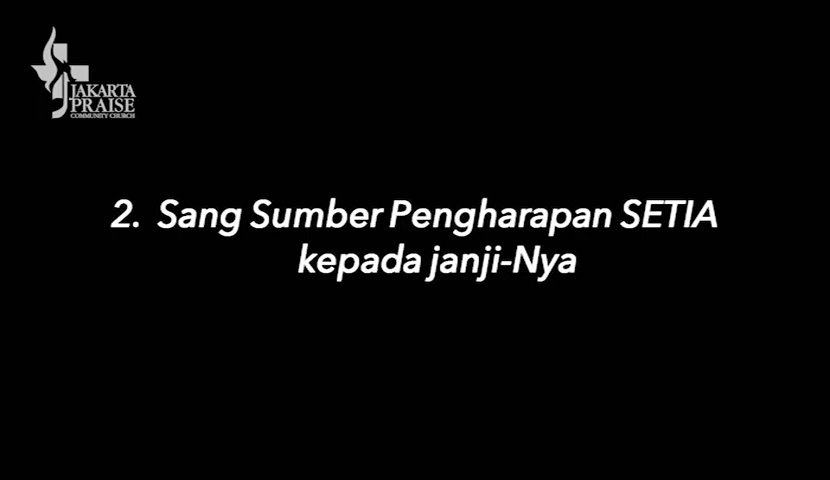 JAKARTA
PRAISE
COMMUNITY CHURCH
2. Sang Sumber Pengharapan SETIA
kepada janji-Nya